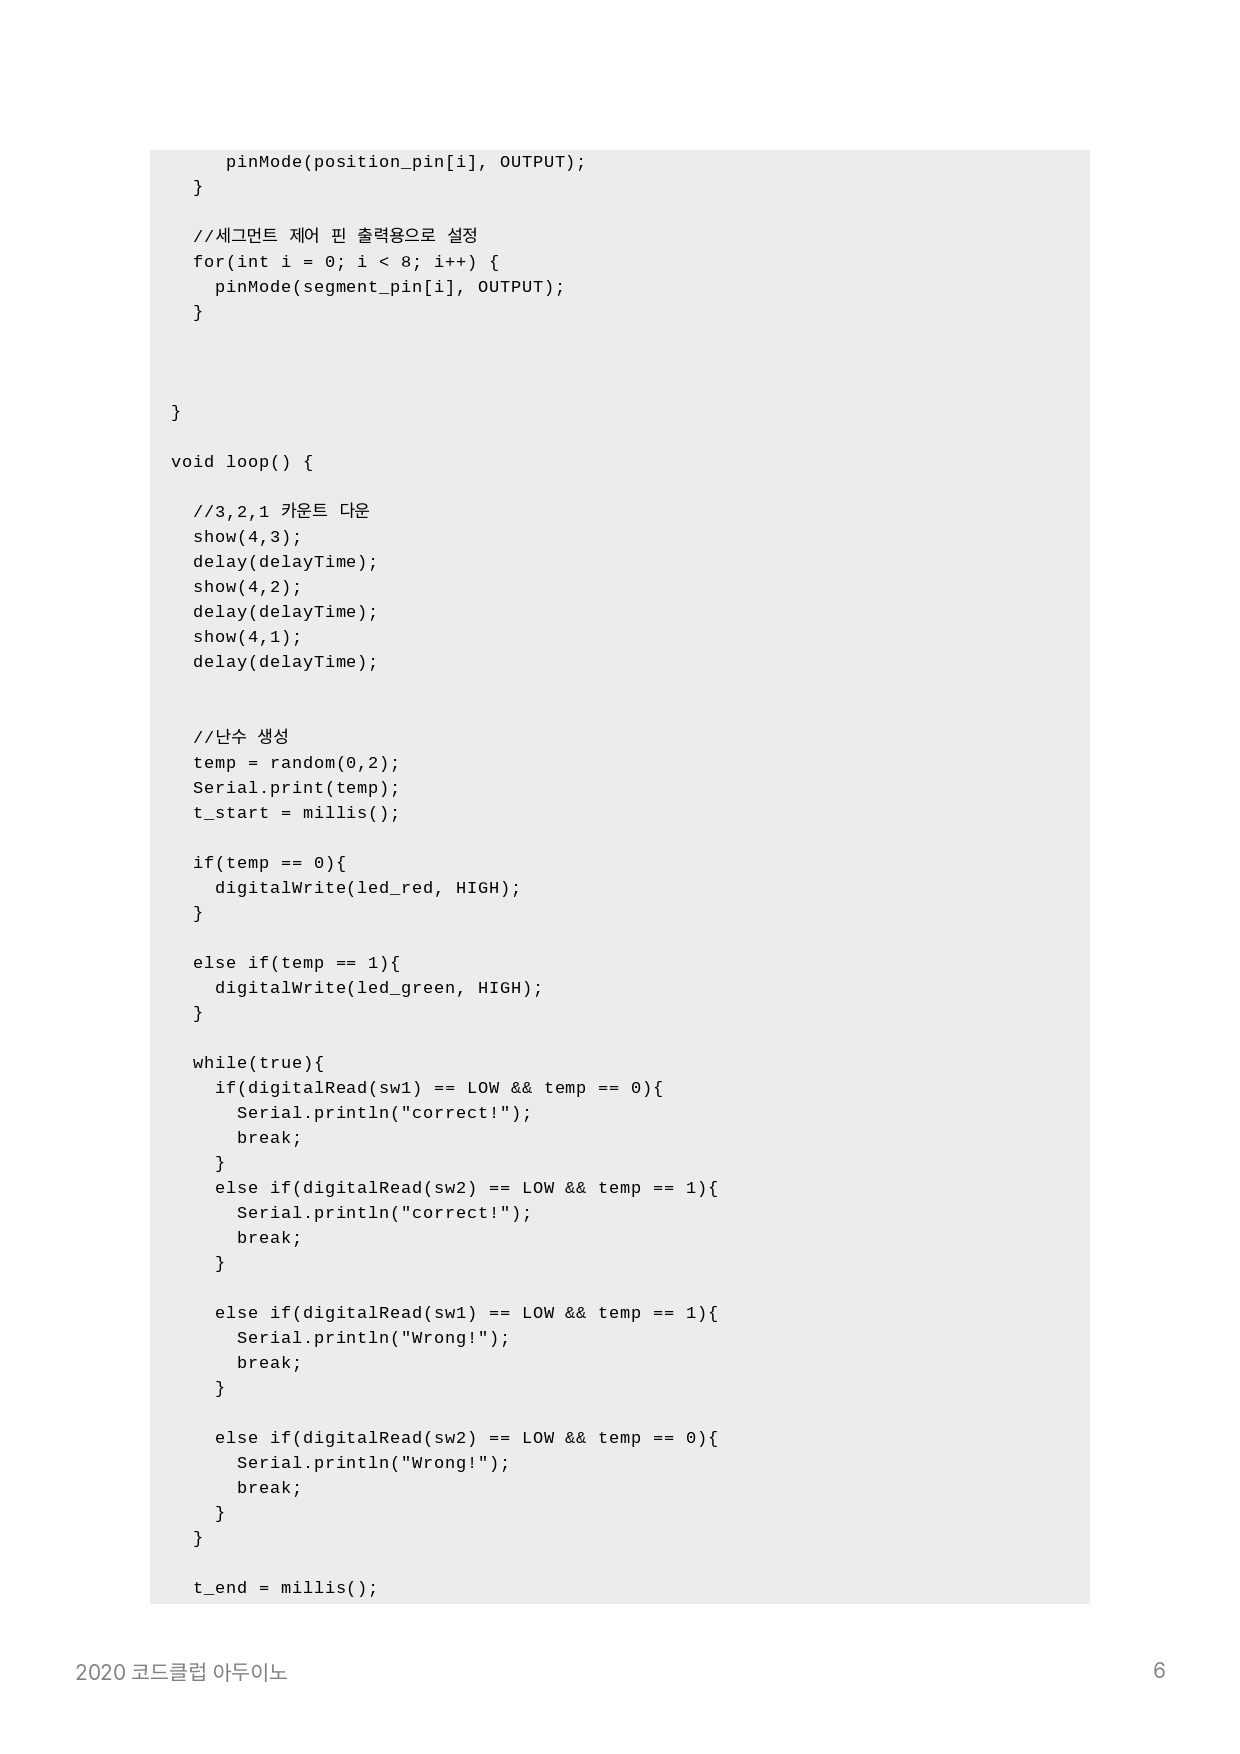 pinMode(position_pin[i], OUTPUT);
}
//세그먼트 제어 핀 출력용으로 설정
for(int i = 0; i < 8; i++) {
pinMode(segment_pin[i], OUTPUT);
}
}
void loop() {
//3,2,1 카운트 다운
show(4,3);
delay(delayTime);
show(4,2);
delay(delayTime);
show(4,1);
delay(delayTime);
//난수 생성
temp = random(0,2);
Serial.print(temp);
t_start = millis();
if(temp == 0){
digitalWrite(led_red, HIGH);
}
else if(temp == 1){
digitalWrite(led_green, HIGH);
}
while(true){
if(digitalRead(sw1) == LOW && temp == 0){
Serial.println("correct!");
break;
}
else if(digitalRead(sw2) == LOW && temp == 1){
Serial.println("correct!");
break;
}
else if(digitalRead(sw1) == LOW && temp == 1){
Serial.println("Wrong!");
break;
}
else if(digitalRead(sw2) == LOW && temp == 0){
Serial.println("Wrong!");
break;
}
}
t_end = millis();
2020 코드클럽 아두이노
6